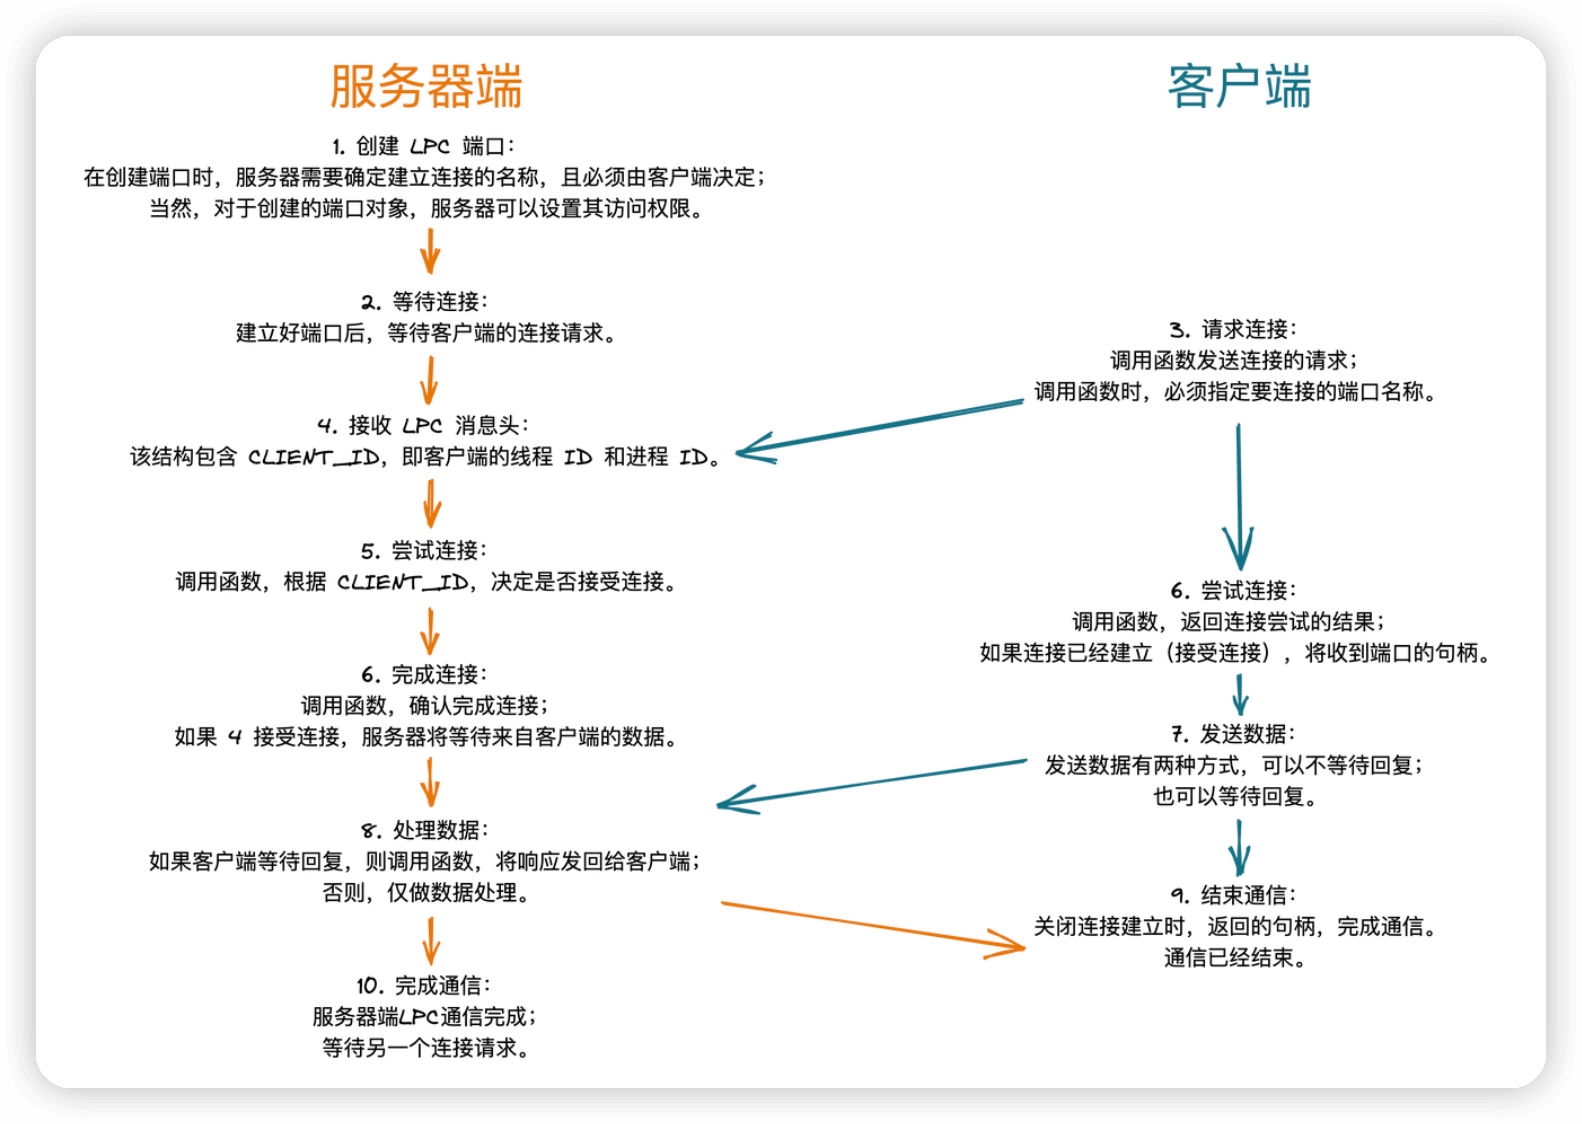 服务器端
1. 创建 LPC 端口：
在创建端口时，服务器需要确定建立连接的名称，且必须由客户端决定；
当然，对于创建的端口对象，服务器可以设置其访问权限。
2. 等待连接：
建立好端口后，等待客户端的连接请求。
4. 接收 LPC 消息头：
该结构包含 CLIENT_ID，即客户端的线程 ID 和进程 ID。
5. 尝试连接：
调用函数，根据 CLIENT_ID，决定是否接受连接。
6. 完成连接：
调用函数，确认完成连接；
如果 4 接受连接，服务器将等待来自客户端的数据。
8. 处理数据：
如果客户端等待回复，则调用函数，将响应发回给客户端；
否则，仅做数据处理。
10. 完成通信：
服务器端LPC通信完成；
等待另一个连接请求。
客户端
3. 请求连接：
调用函数发送连接的请求；
调用函数时，必须指定要连接的端口名称。
6. 尝试连接：
调用函数，返回连接尝试的结果；
如果连接已经建立（接受连接），将收到端口的句柄。
7. 发送数据：
发送数据有两种方式，可以不等待回复；
也可以等待回复。
9. 结束通信：
关闭连接建立时，返回的句柄，完成通信。
通信已经结束。